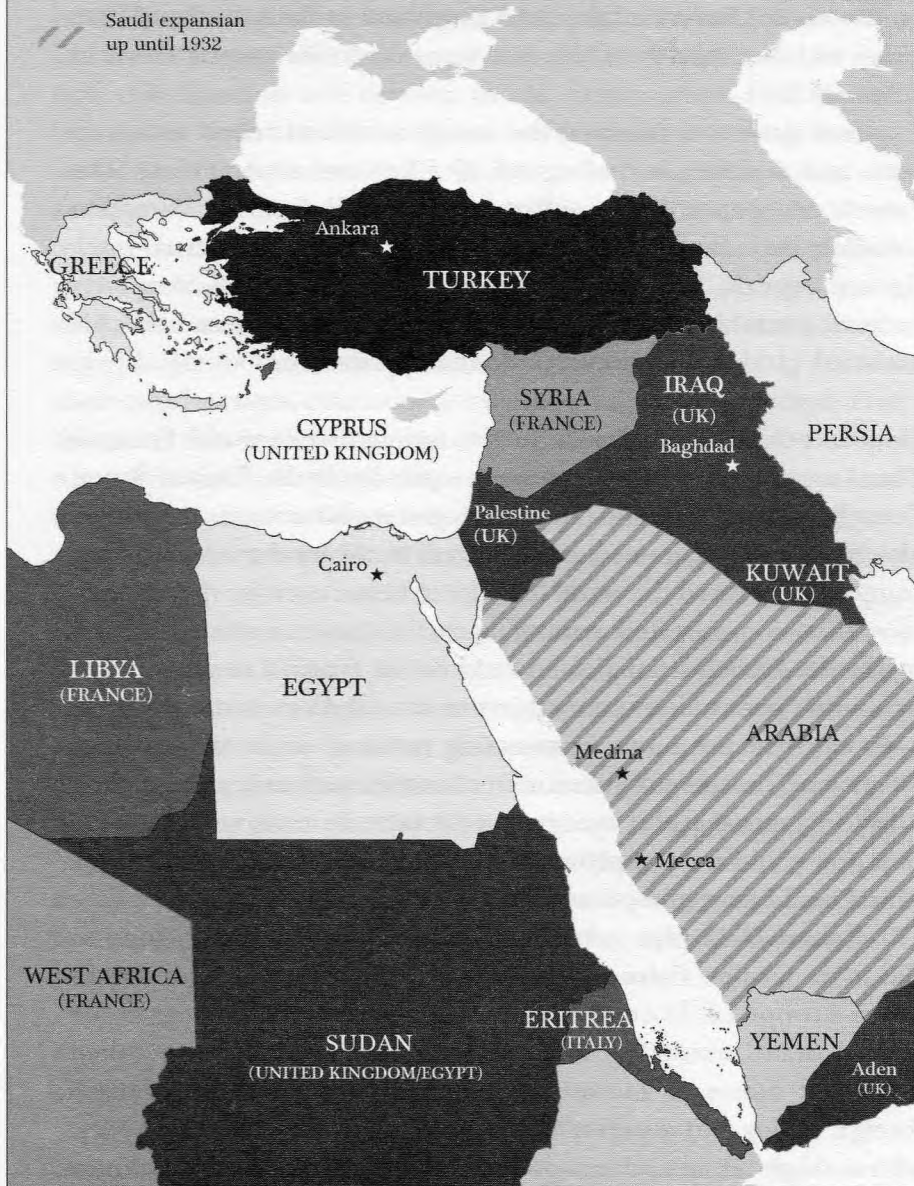 Saudi expansian
up until 1932
Ankara
GREECE
TURKEY
SYRIA
(FRANCE)
IRAQ
(UK)
Baghdad
CYPRUS
(UNITED KINGDOM)
PERSIA
Palestine
(UK)
Cairo
KUWAIT
(UK)
LIBYA
(FRANCE)
EGYPT
ARABIA
Medina
Mecca
WEST AFRICA
(FRANCE)
ERITREA
(ITALY)
SUDAN
(UNITED KINGDOM/EGYPT)
YEMEN
Aden
(UK)